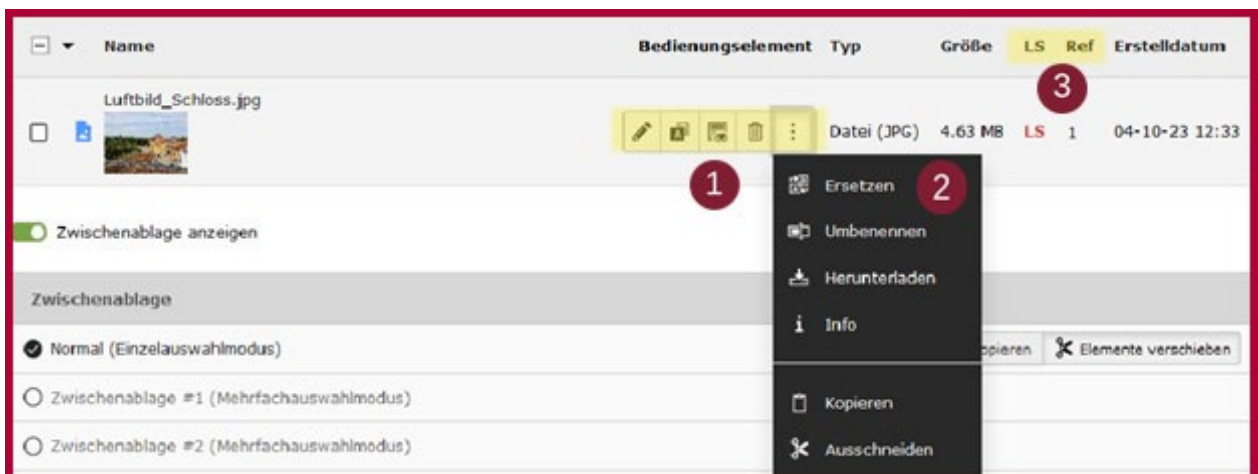 Name Bedienungselement Typ Größe LS Ref Erstelldatum
3
Luftbild_Schloss.jpg
Datei (JPG) 4.63 MB LS 1 04-10-23 12:33
1
Ersetzen 2
Zwischenablage anzeigen
Umbenennen
Herunterladen
Zwischenablage
Info
Normal (Einzelauswahlmodus)
Elemente verschieben
Zwischenablage #1 (Mehrfachauswahlmodus)
Kopieren
Zwischenablage #2 (Mehrfachauswahlmodus)
Ausschneiden